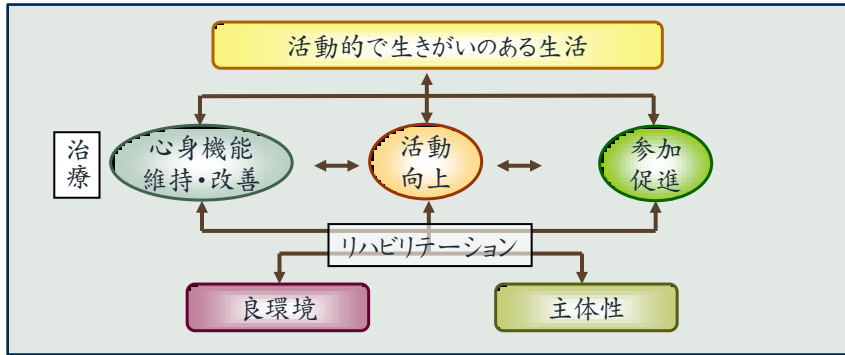 活動的で生きがいのある生活
治療
心身機能
維持・改善
活動
向上
参加
促進
リハビリテーション
良環境
主体性